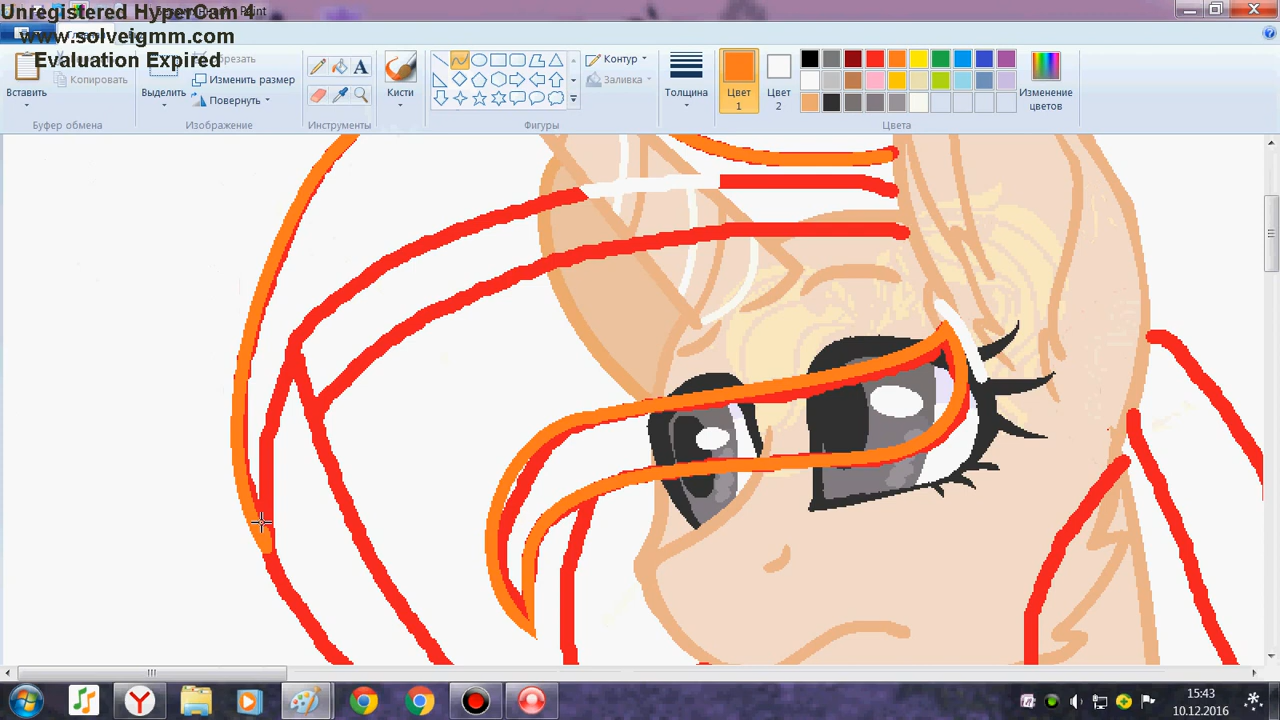 Unregistered HyperCam 4
www.solveigmm.com
Evaluation Expired
Paint
Вставить
Копировать
Буфер обмена
Выделить
Изменить размер
Повернуть
Изображение
A
Инструменты
Кисти
Контур
Заливка
Фигуры
Толщина
Цвет 1
Цвет 2
Изменение цветов
Цвета
15:43
10.12.2016